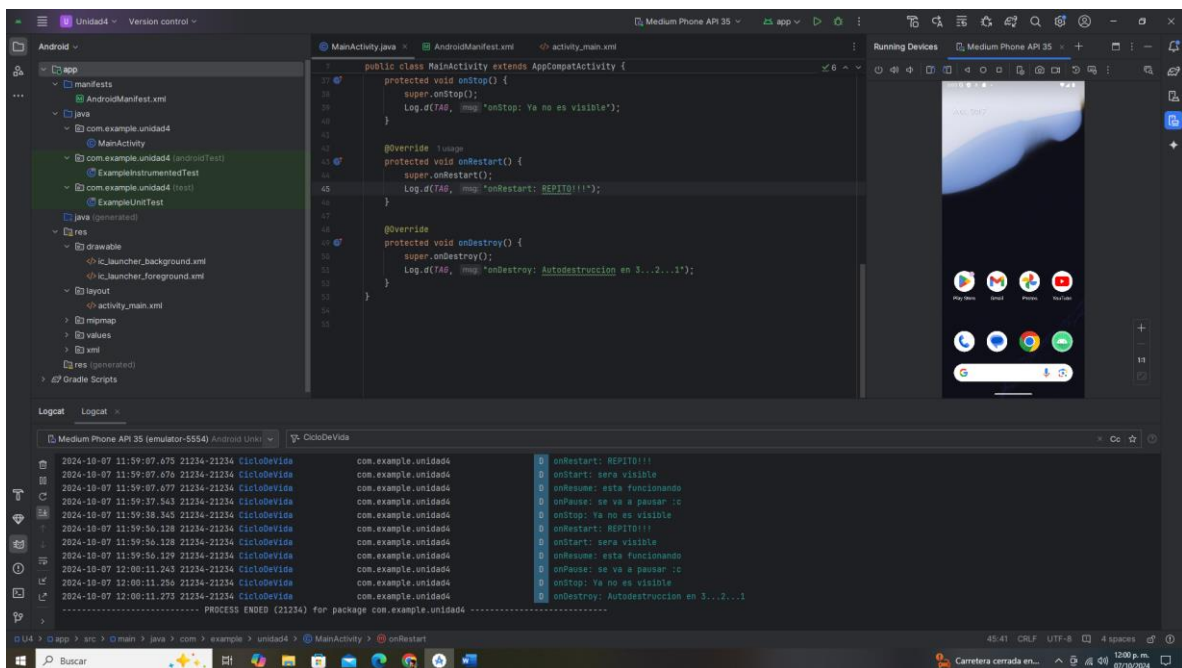 Unidad4 Version control
Medium Phone API 35 app
Android
MainActivity.java AndroidManifest.xml activity_main.xml
Running Devices Medium Phone API 35
app
manifests
AndroidManifest.xml
java
com.example.unidad4
MainActivity
com.example.unidad4 (androidTest)
ExampleInstrumentedTest
com.example.unidad4 (test)
ExampleUnitTest
java (generated)
res
drawable
ic_launcher_background.xml
ic_launcher_foreground.xml
layout
activity_main.xml
mipmap
values
xml
res (generated)
Gradle Scripts
public class MainActivity extends AppCompatActivity {
protected void onStop() {
super.onStop();
Log.d(TAG, msg: "onStop: Ya no es visible");
}
@Override 1 usage
protected void onRestart() {
super.onRestart();
45 Log.d(TAG, msg: "onRestart: REPITO!!!");
}
@Override
protected void onDestroy() {
super.onDestroy();
Log.d(TAG, msg: "onDestroy: Autodestruccion en 3...2...1");
}
}
6
Play Store Gmail Photos YouTube
1:1
Logcat Logcat
Medium Phone API 35 (emulator-5554) CicloDeVida Cc
2024-10-07 11:59:07.675 21234-21234 CicloDeVida com.example.unidad4 D onRestart: REPITO!!!
2024-10-07 11:59:07.676 21234-21234 CicloDeVida com.example.unidad4 D onStart: sera visible
2024-10-07 11:59:07.677 21234-21234 CicloDeVida com.example.unidad4 D onResume: esta funcionando
2024-10-07 11:59:37.543 21234-21234 CicloDeVida com.example.unidad4 D onPause: se va a pausar :c
2024-10-07 11:59:38.345 21234-21234 CicloDeVida com.example.unidad4 D onStop: Ya no es visible
2024-10-07 11:59:56.128 21234-21234 CicloDeVida com.example.unidad4 D onRestart: REPITO!!!
2024-10-07 11:59:56.128 21234-21234 CicloDeVida com.example.unidad4 D onStart: sera visible
2024-10-07 11:59:56.129 21234-21234 CicloDeVida com.example.unidad4 D onResume: esta funcionando
2024-10-07 12:00:11.243 21234-21234 CicloDeVida com.example.unidad4 D onPause: se va a pausar :c
2024-10-07 12:00:11.256 21234-21234 CicloDeVida com.example.unidad4 D onStop: Ya no es visible
2024-10-07 12:00:11.273 21234-21234 CicloDeVida com.example.unidad4 D onDestroy: Autodestruccion en 3...2...1
--------------------------- PROCESS ENDED (21234) for package com.example.unidad4 ---------------------------
U4 > app > src > main > java > com > example > unidad4 > MainActivity > onRestart 45:41 CRLF UTF-8 4 spaces
Buscar Carretera cerrada en... 12:00 p. m.
07/10/2024